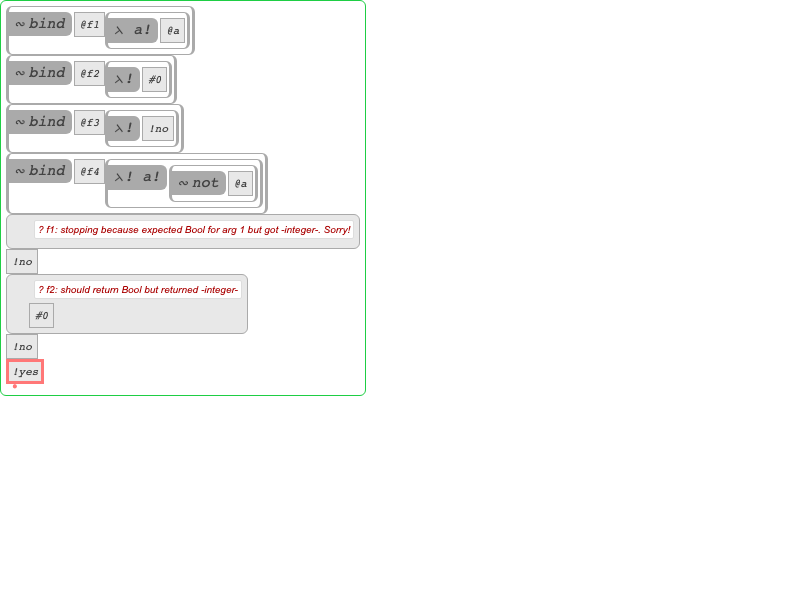 ~ bind @f1 λ a! @a
~ bind @f2 λ! #0
~ bind @f3 λ! !no
~ bind @f4 λ! a! ~ not @a
? f1: stopping because expected Bool for arg 1 but got -integer-. Sorry!
!no
? f2: should return Bool but returned -integer-
#0
!no
!yes